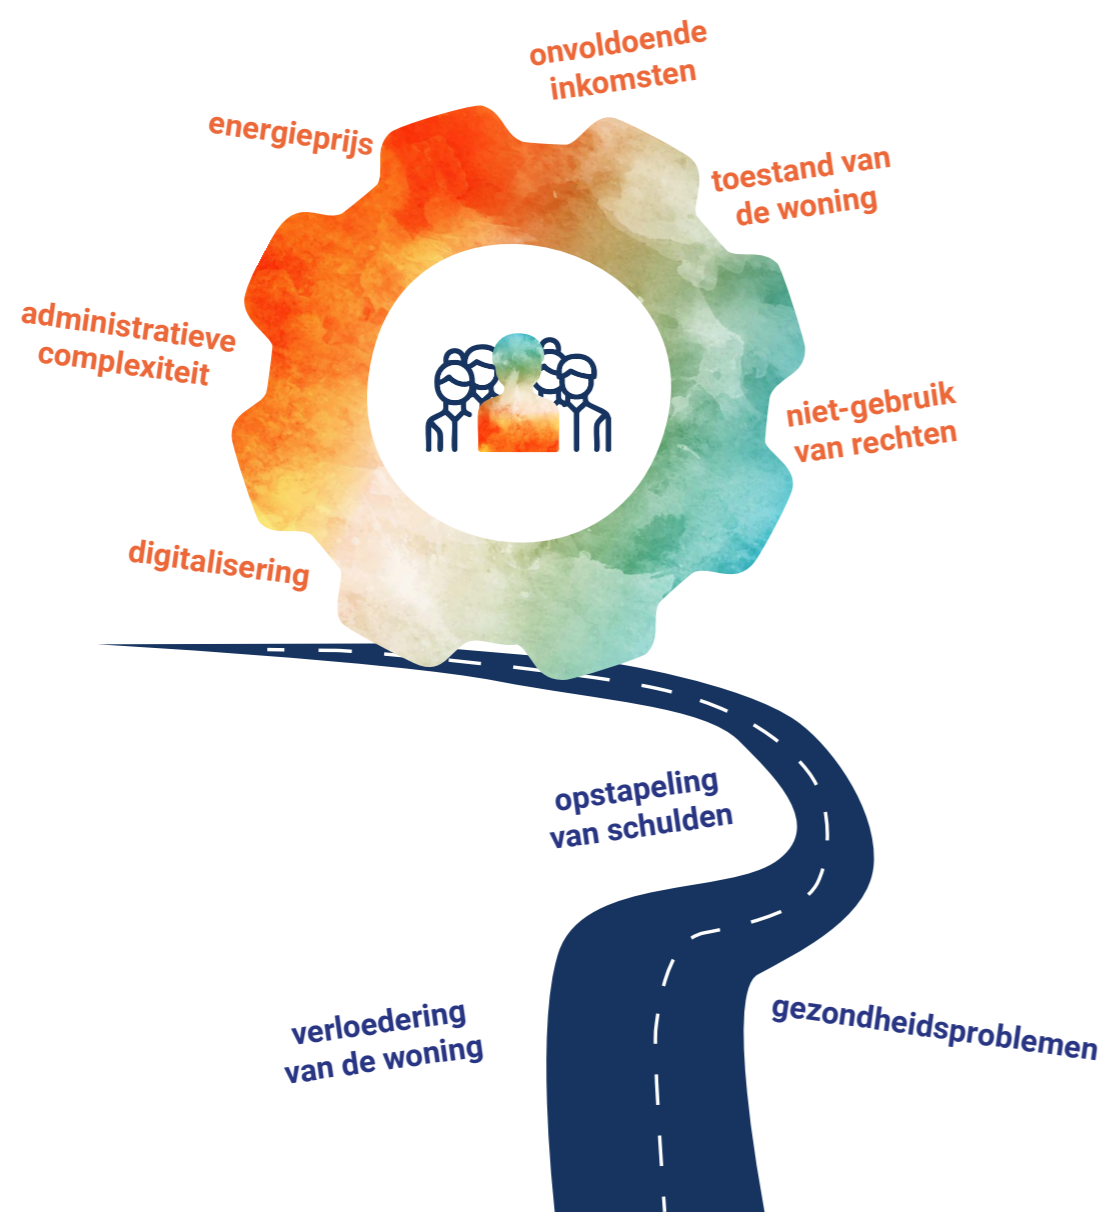 onvoldoende
inkomsten
energieprijs
toestand van
de woning
administratieve
complexiteit
niet-gebruik
van rechten
digitalisering
opstapeling
van schulden
verloedering
van de woning
gezondheidsproblemen